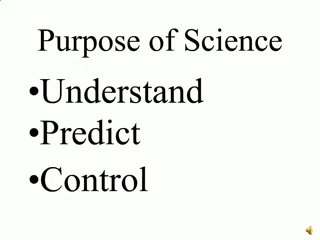 Purpose of Science
•Understand
•Predict
•Control